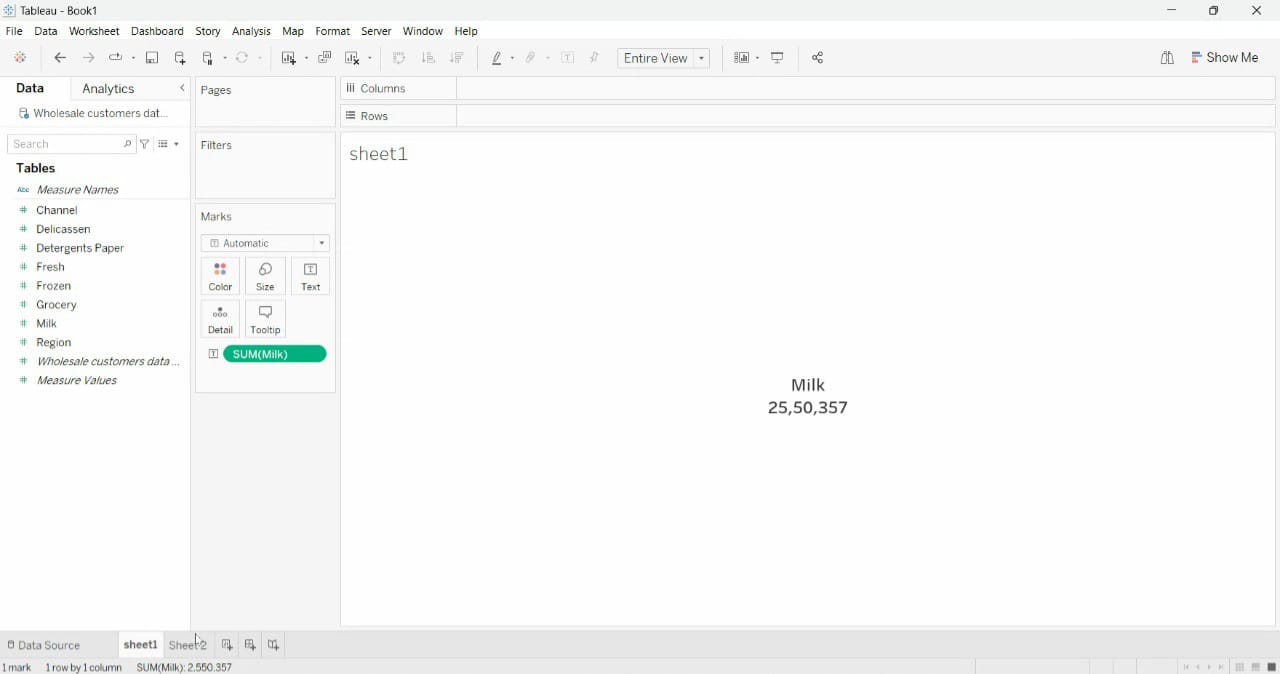 Tableau - Book1
File Data Worksheet Dashboard Story Analysis Map Format Server Window Help
Entire View
Show Me
Data Analytics
Wholesale customers dat...
Search
Tables
Abc Measure Names
# Channel
# Delicassen
# Detergents Paper
# Fresh
# Frozen
# Grocery
# Milk
# Region
# Wholesale customers data ...
# Measure Values
Pages
Filters
Marks
T Automatic
Color Size Text
Detail Tooltip
T SUM(Milk)
Columns
Rows
sheet1
Milk
25,50,357
Data Source sheet1 Sheet 2
1 mark 1 row by 1 column SUM(Milk): 2,550,357